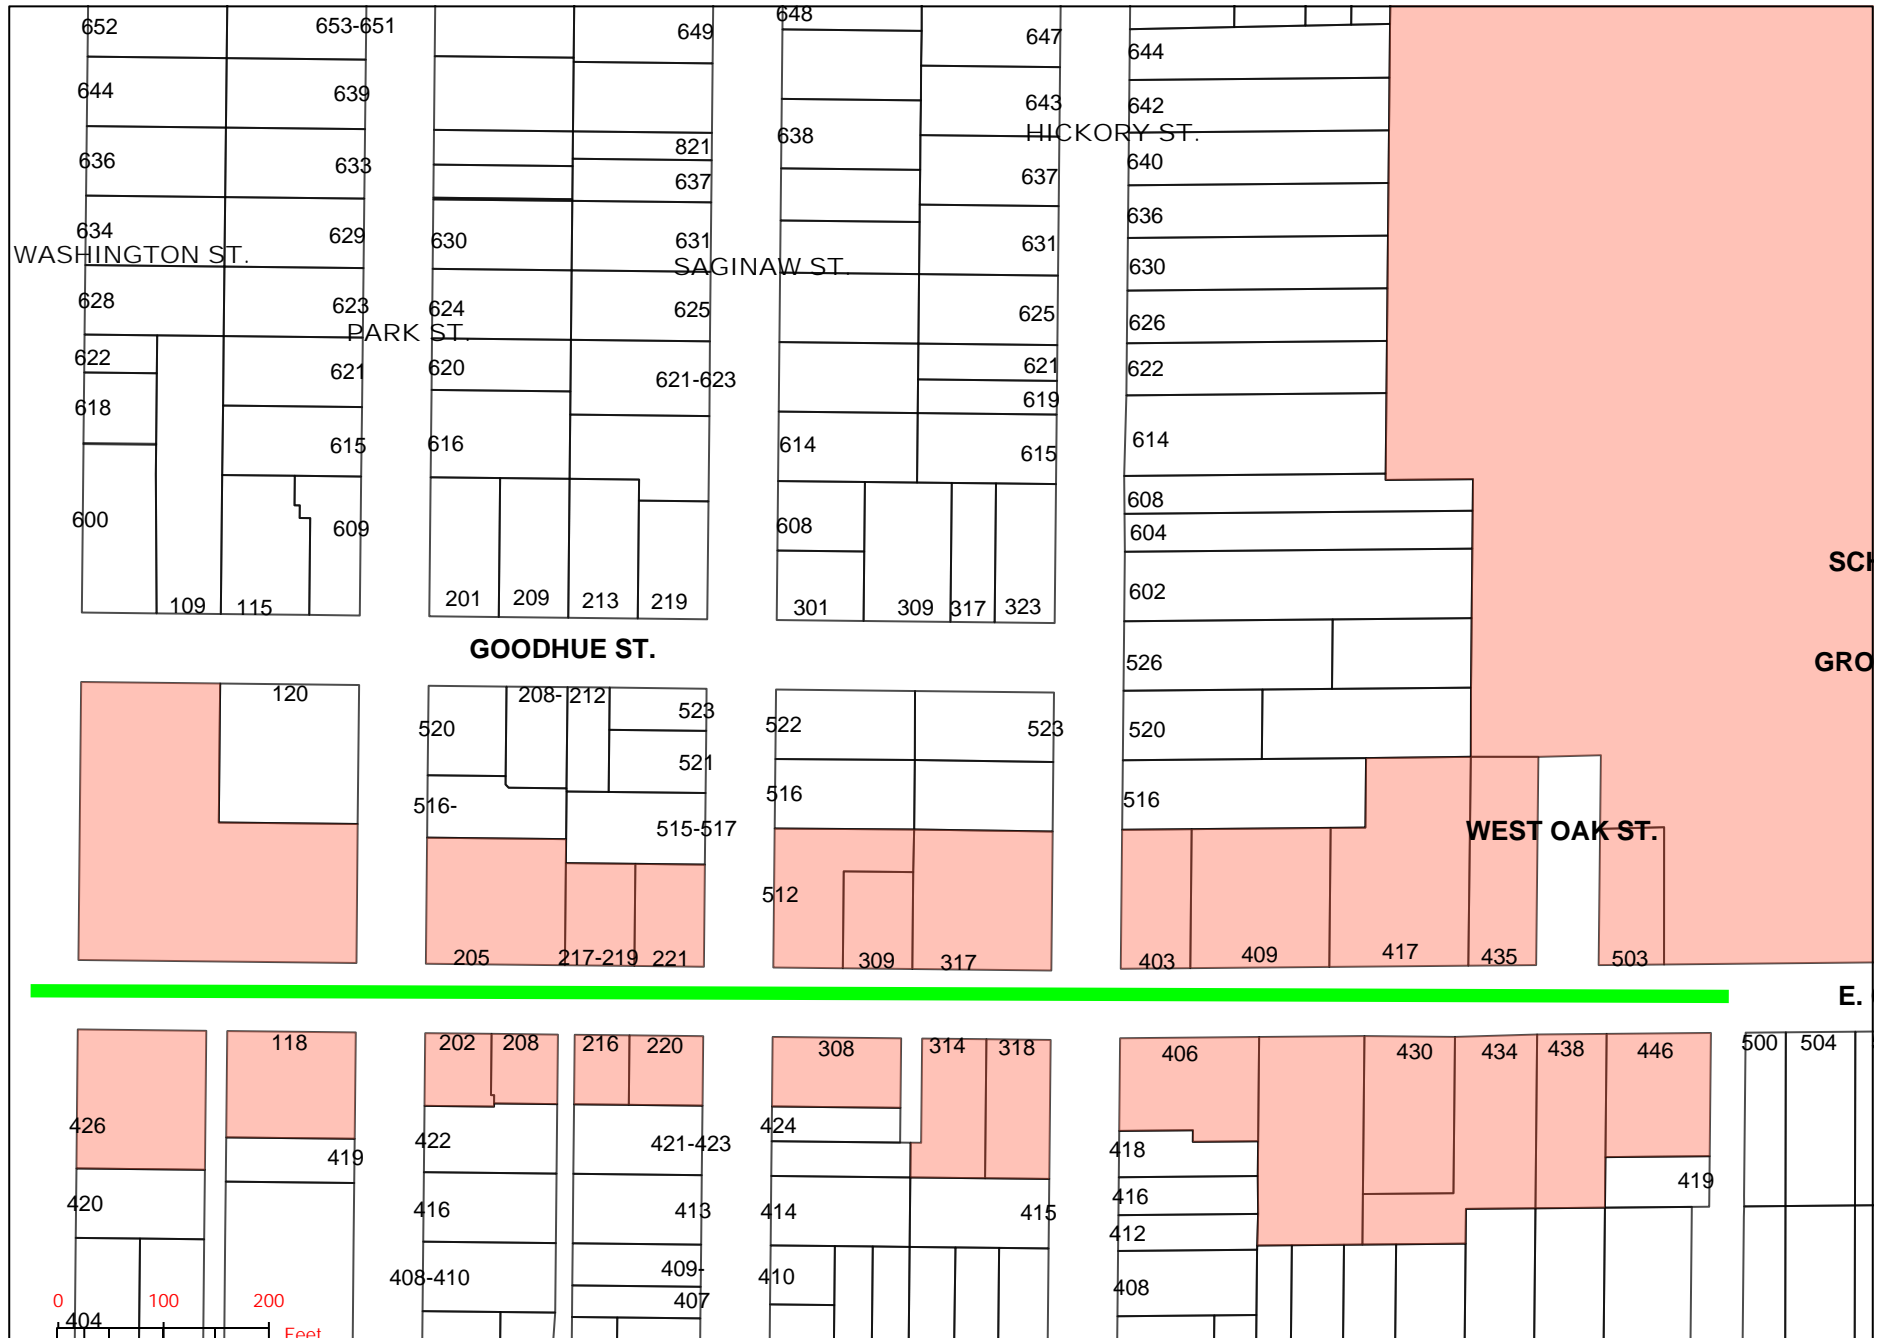 648
652 653-651 649 647
644
644 639 643 642
HICKORY ST.
638
821
636 633 637 637 640
636
634 629 630 631 631
WASHINGTON ST. SAGINAW ST. 630
628 623 624 625 625 626
PARK ST.
622 621 620 621-623 621 622
618 619
615 616 614 615 614
608
600 609 608 604
SCH
602
109 115 201 209 213 219 301 309 317 323
GOODHUE ST. 526 GRO
120 208- 212 523
520 522 523 520
521
516- 516 516
515-517 WEST OAK ST.
512
205 217-219 221 309 317 403 409 417 435 503
E.
118 202 208 216 220 308 314 318 406 430 434 438 446 500 504
426 424
422 421-423 418
419 419
420 416 413 414 415 416
412
408-410 409- 410 408
0 100 200 407
404
Feet